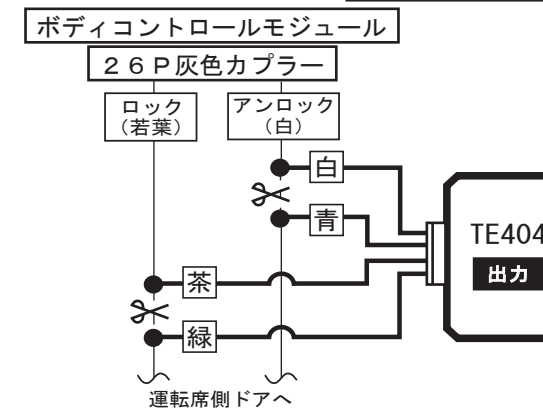 ボディコントロールモジュール
２６Ｐ灰色カプラー
ロック
（若葉）
アンロック
（白）
白
青
茶
緑
TE404
出力
運転席側ドアへ